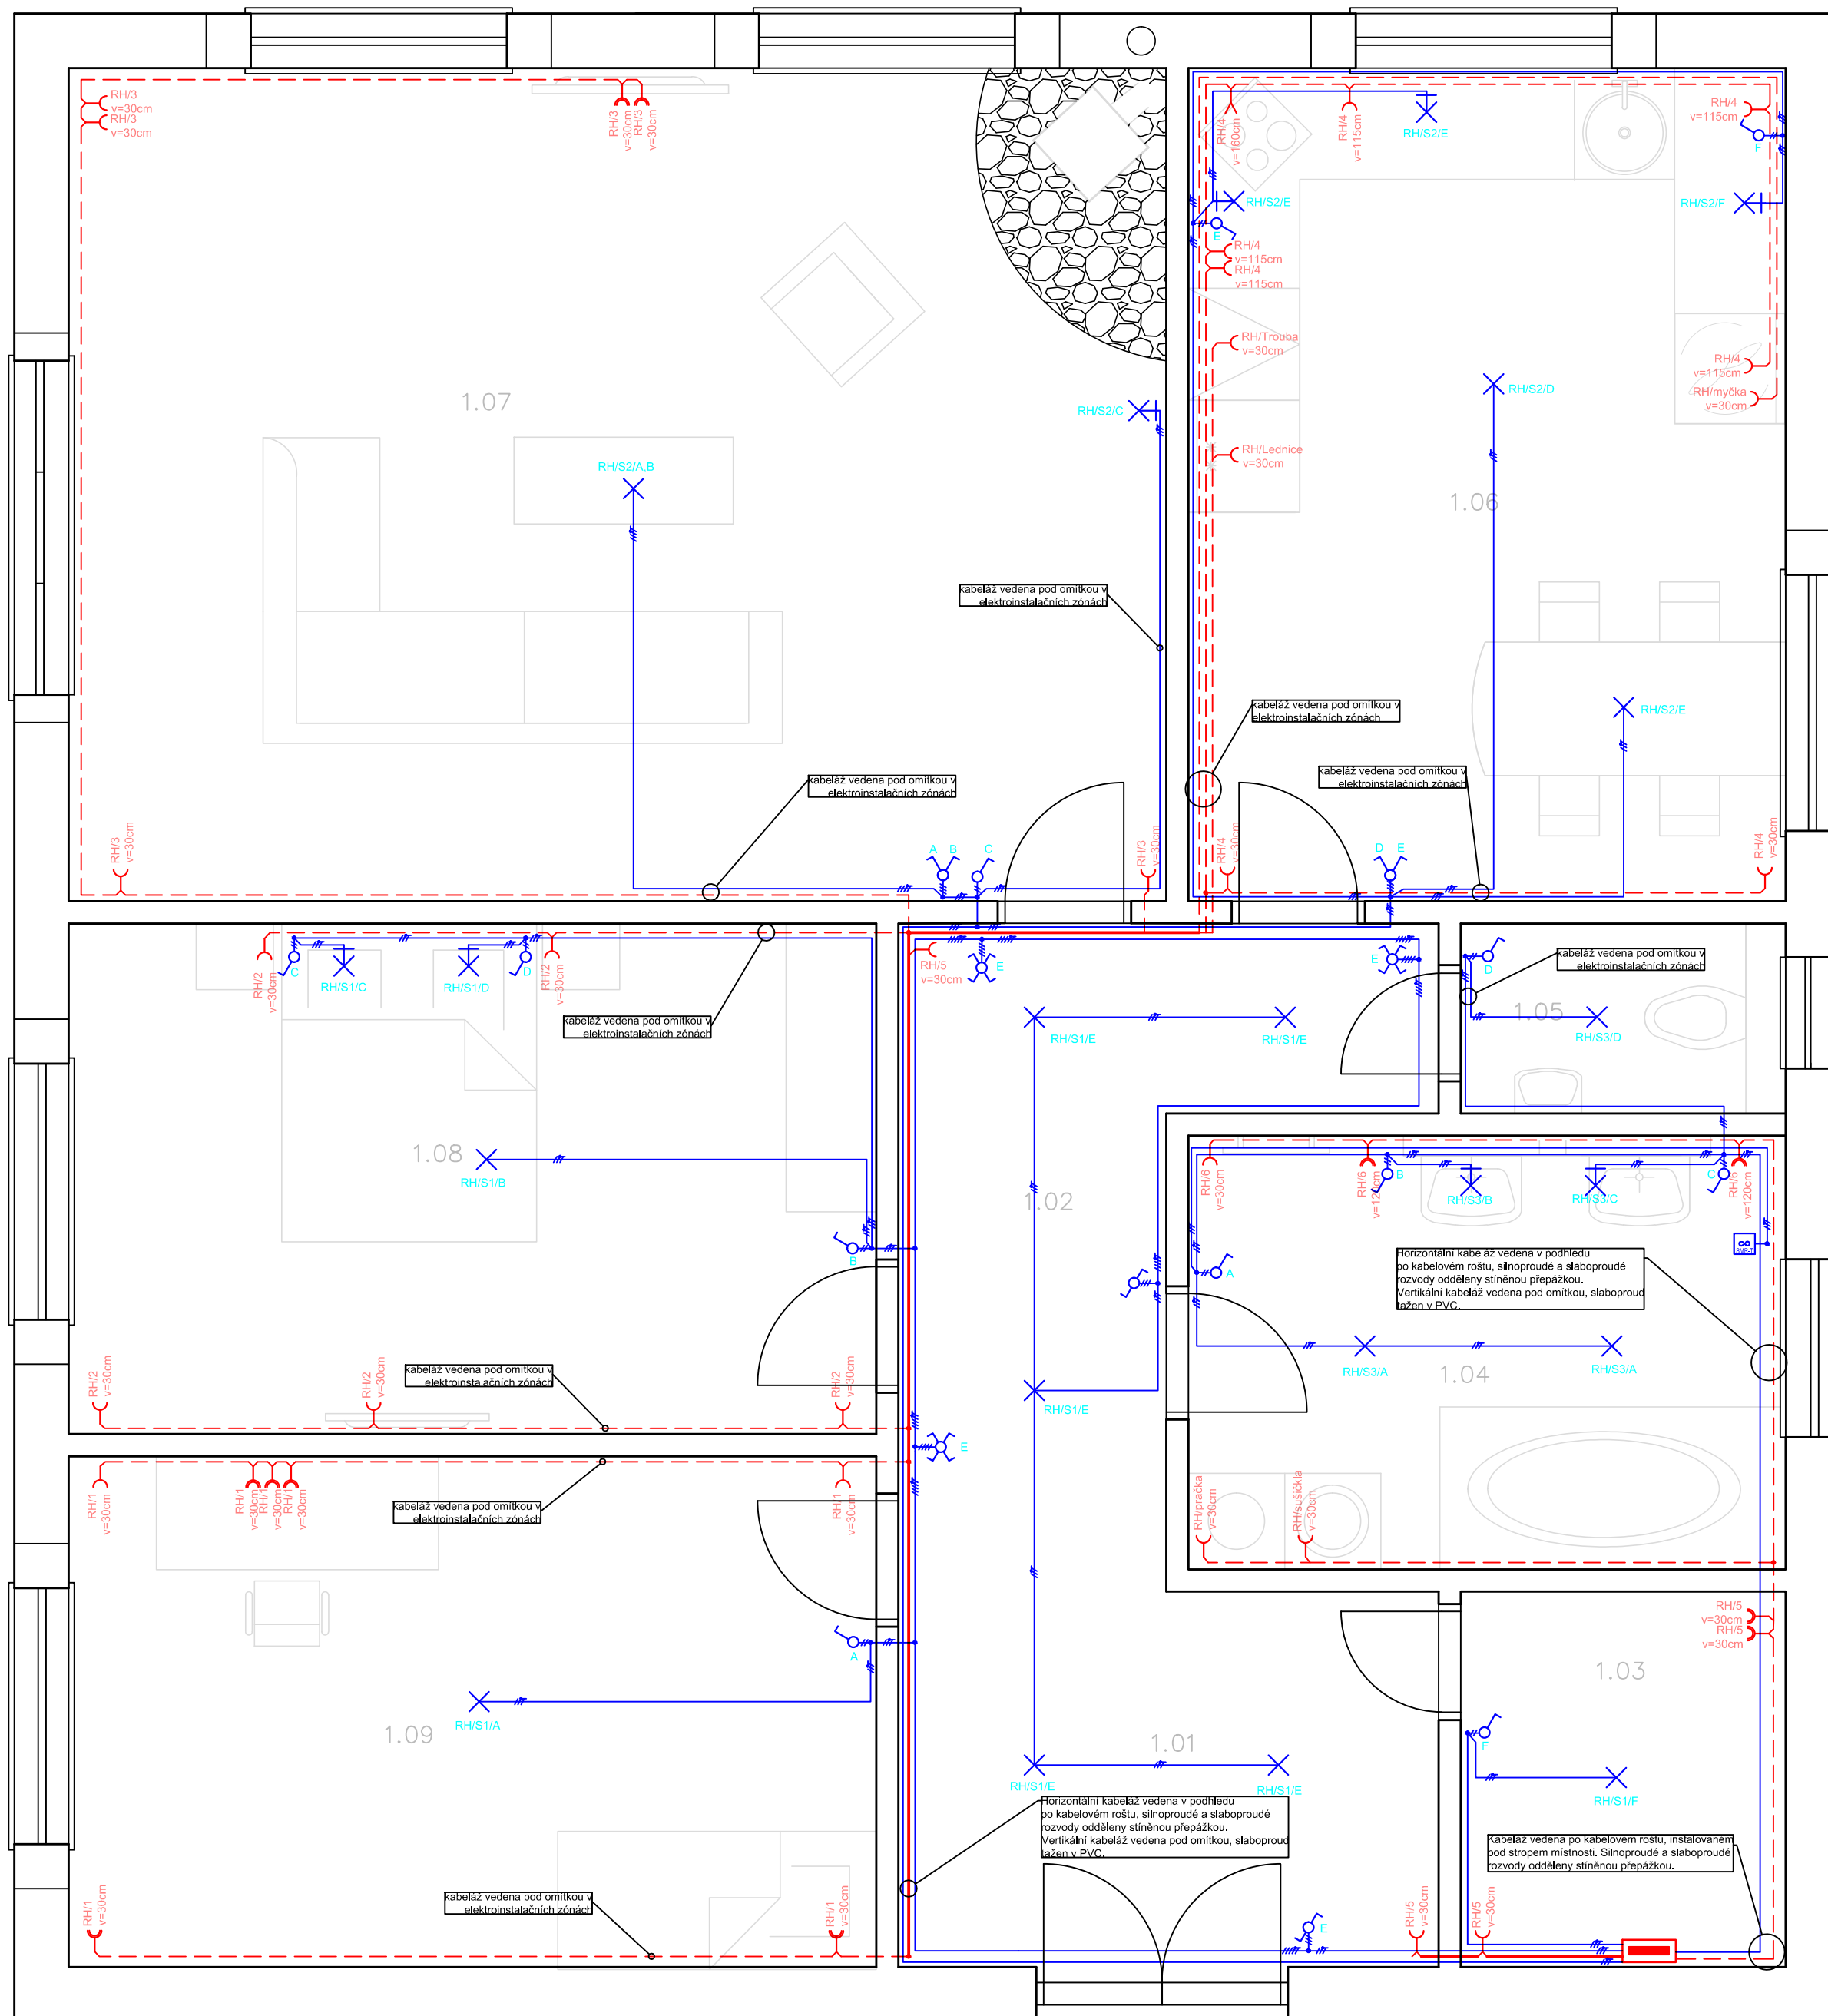 RH/3
v=30cm
RH/3
v=30cm
RH/3
v=30cm
RH/3
v=30cm
RH/4
v=160cm
RH/4
v=115cm
RH/S2/E
RH/4
v=115cm
F
RH/S2/E
RH/S2/F
E
RH/4
v=115cm
RH/4
v=115cm
RH/Trouba
v=30cm
RH/4
v=115cm
RH/myčka
v=30cm
RH/S2/D
1.07
RH/S2/C
RH/Lednice
v=30cm
RH/S2/A,B
1.06
kabeláž vedena pod omítkou v
elektroinstalačních zónách
kabeláž vedena pod omítkou v
elektroinstalačních zónách
RH/S2/E
kabeláž vedena pod omítkou v
elektroinstalačních zónách
kabeláž vedena pod omítkou v
elektroinstalačních zónách
RH/3
v=30cm
A
B
C
RH/3
v=30cm
RH/4
v=30cm
D
E
RH/4
v=30cm
RH/2
v=30cm
C
RH/S1/C
RH/S1/D
D
RH/2
v=30cm
RH/5
v=30cm
E
E
D
kabeláž vedena pod omítkou v
elektroinstalačních zónách
kabeláž vedena pod omítkou v
elektroinstalačních zónách
RH/S1/E
RH/S1/E
1.05
RH/S3/D
1.08
RH/S1/B
1.02
RH/6
v=30cm
RH/6
v=120cm
B
RH/S3/B
RH/S3/C
C
RH/6
v=120cm
SMR-T
B
A
Horizontální kabeláž vedena v podhledu
po kabelovém roštu, silnoproudé a slaboproudé
rozvody odděleny stíněnou přepážkou.
Vertikální kabeláž vedena pod omítkou, slaboproud
tažen v PVC.
RH/S3/A
1.04
RH/S3/A
RH/2
v=30cm
RH/2
v=30cm
kabeláž vedena pod omítkou v
elektroinstalačních zónách
RH/2
v=30cm
RH/S1/E
E
RH/1
v=30cm
RH/1
v=30cm
RH/1
v=30cm
RH/1
v=30cm
kabeláž vedena pod omítkou v
elektroinstalačních zónách
RH/1
v=30cm
RH/pračka
v=30cm
RH/sušička
v=30cm
RH/5
v=30cm
RH/5
v=30cm
A
1.03
1.09
RH/S1/A
1.01
F
RH/S1/E
RH/S1/E
RH/S1/F
Horizontální kabeláž vedena v podhledu
po kabelovém roštu, silnoproudé a slaboproudé
rozvody odděleny stíněnou přepážkou.
Vertikální kabeláž vedena pod omítkou, slaboproud
tažen v PVC.
Kabeláž vedena po kabelovém roštu, instalovaném
pod stropem místnosti. Silnoproudé a slaboproudé
rozvody odděleny stíněnou přepážkou.
RH/1
v=30cm
kabeláž vedena pod omítkou v
elektroinstalačních zónách
RH/1
v=30cm
E
RH/5
v=30cm
RH/5
v=30cm